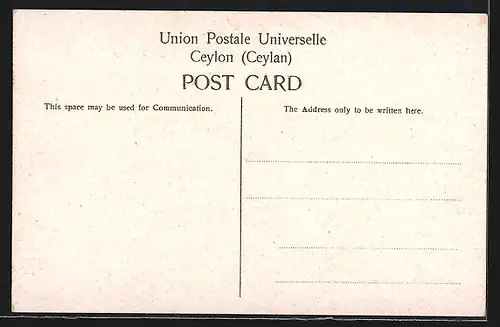 Union Postale Universelle
Ceylon (Ceylan)
POST CARD
This space may be used for Communication.
The Address only to be written here.